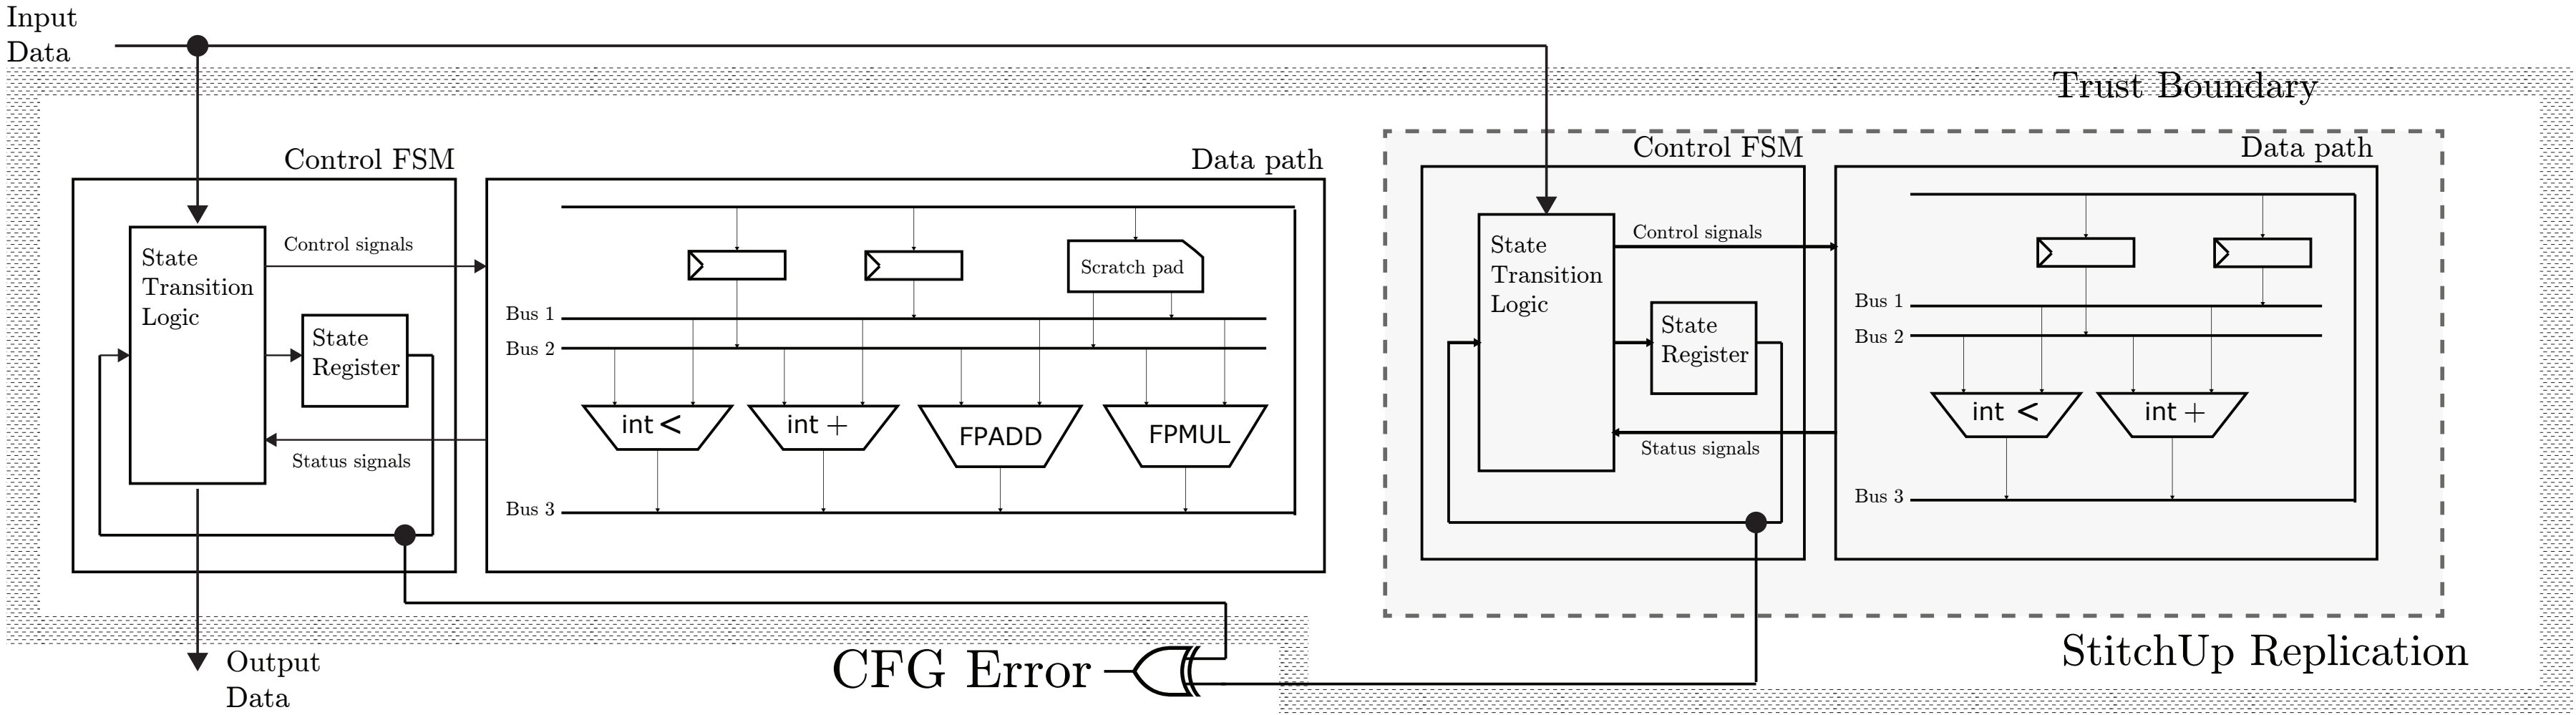 Input
Data
Trust Boundary
Control FSM
Data path
State
Transition
Logic
Control signals
State
Register
Status signals
Scratch pad
Bus 1
Bus 2
int <
int +
FPADD
FPMUL
Bus 3
Control FSM
Data path
State
Transition
Logic
Control signals
State
Register
Status signals
Bus 1
Bus 2
int <
int +
Bus 3
StitchUp Replication
CFG Error
Output
Data